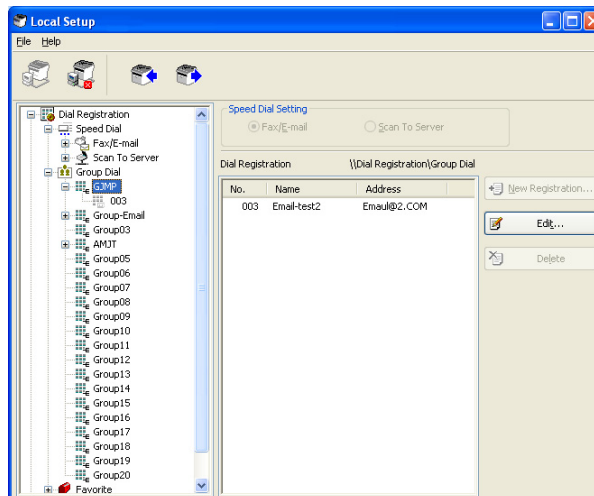 Local Setup
File Help
Dial Registration
Speed Dial
Fax/E-mail
Scan To Server
Group Dial
GJMP
003
Group-Email
Group03
AMJT
Group05
Group06
Group07
Group08
Group09
Group10
Group11
Group12
Group13
Group14
Group15
Group16
Group17
Group18
Group19
Group20
Favorite
Speed Dial Setting
Fax/E-mail Scan To Server
Dial Registration \\Dial Registration\Group Dial
No. Name Address
003 Email-test2 Emaul@2.COM
New Registration...
Edit...
Delete